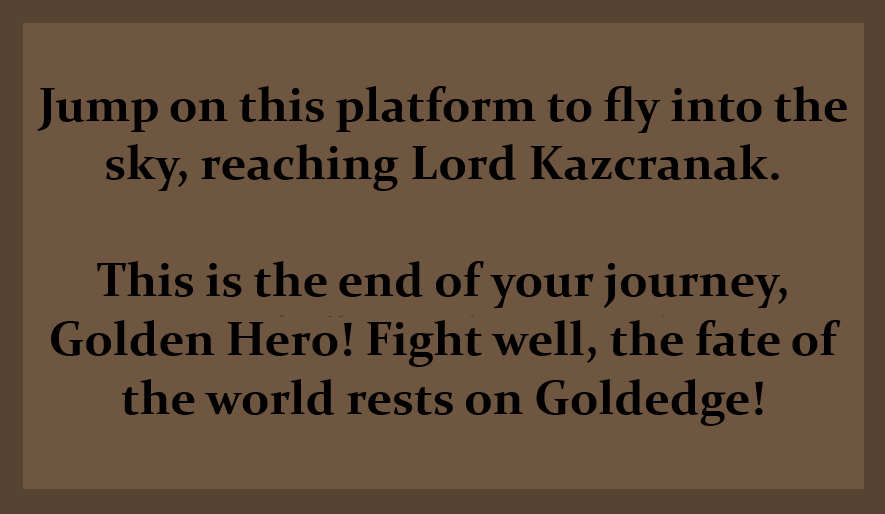 Jump on this platform to fly into the
sky, reaching Lord Kazcranak.
This is the end of your journey,
Golden Hero! Fight well, the fate of
the world rests on Goldedge!